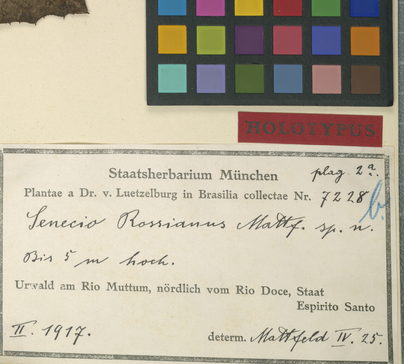 HOLOTYPUS
Staatsherbarium München plag. 2a.
Plantae a Dr. v. Luetzelburg in Brasilia collectae Nr. 7228 b.
Senecio Rossianus Mattf. sp. n.
Bis 5 m hoch.
Urwald am Rio Muttum, nördlich vom Rio Doce, Staat
Espirito Santo
II. 1917. determ. Mattfeld IV. 25.